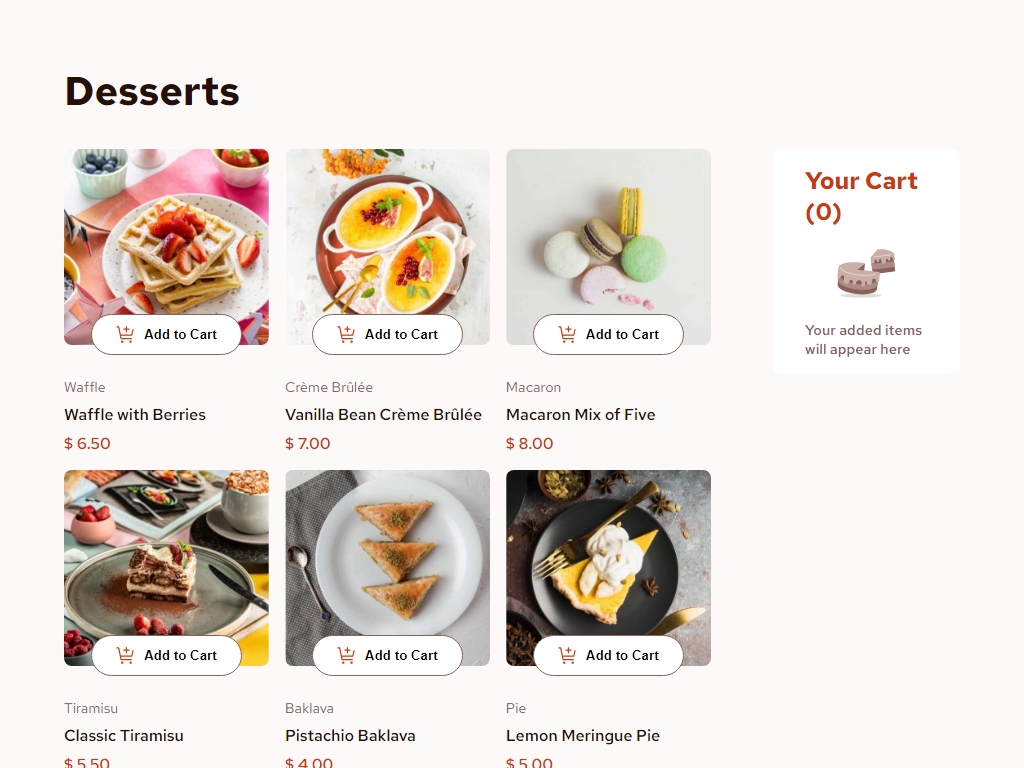 Desserts
Your Cart
(0)
Your added items
will appear here
Add to Cart
Add to Cart
Add to Cart
Waffle
Crème Brûlée
Macaron
Waffle with Berries
Vanilla Bean Crème Brûlée
Macaron Mix of Five
$ 6.50
$ 7.00
$ 8.00
Add to Cart
Add to Cart
Add to Cart
Tiramisu
Baklava
Pie
Classic Tiramisu
Pistachio Baklava
Lemon Meringue Pie
$ 5.50
$ 4.00
$ 5.00